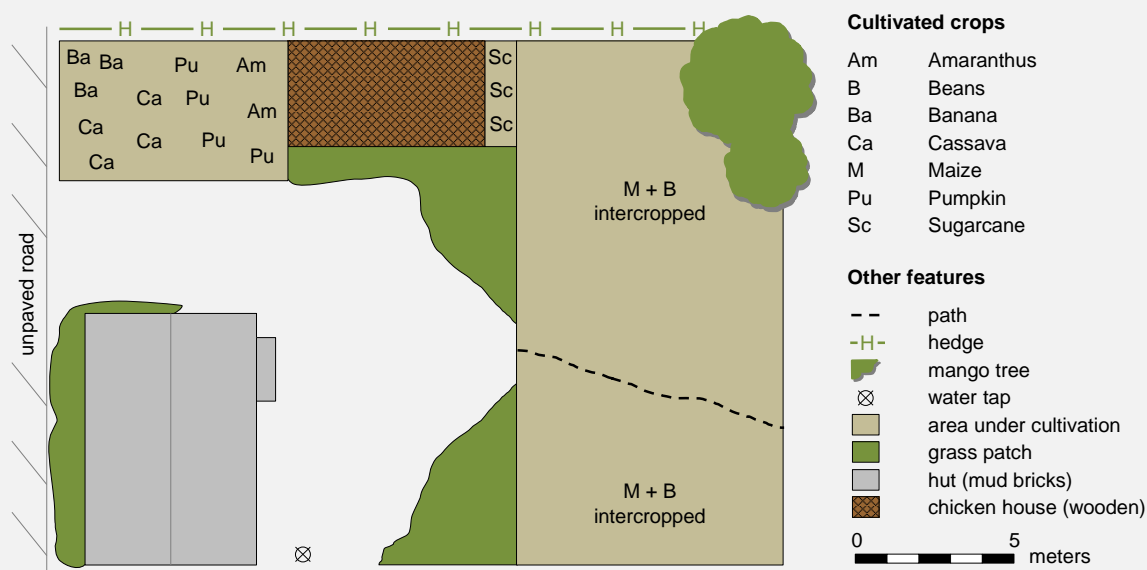 H H H H H H H H
Ba Ba Pu Am Sc
Ba Ca Pu Am Sc
Ca Ca Pu Sc
Ca Pu
M + B
intercropped
unpaved road
M + B
intercropped
Cultivated crops
Am Amaranthus
B Beans
Ba Banana
Ca Cassava
M Maize
Pu Pumpkin
Sc Sugarcane
Other features
path
H hedge
mango tree
water tap
area under cultivation
grass patch
hut (mud bricks)
chicken house (wooden)
0 5
meters